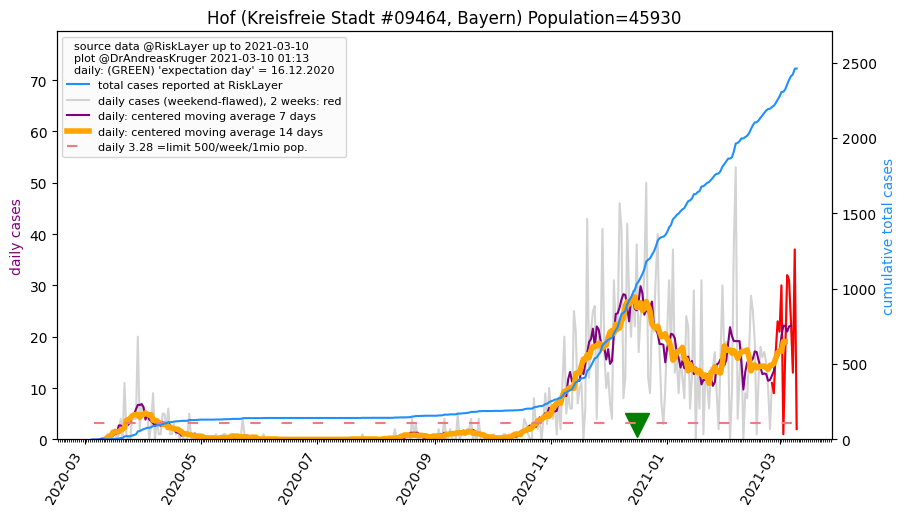 Hof (Kreisfreie Stadt #09464, Bayern) Population=45930
source data @RiskLayer up to 2021-03-10
plot @DrAndreasKruger 2021-03-10 01:13
daily: (GREEN) 'expectation day' = 16.12.2020
total cases reported at RiskLayer
daily cases (weekend-flawed), 2 weeks: red
daily: centered moving average 7 days
daily: centered moving average 14 days
daily 3.28 =limit 500/week/1mio pop.
daily cases
70
60
50
40
30
20
10
0
2500
2000
1500
1000
500
0
cumulative total cases
2020-03
2020-05
2020-07
2020-09
2020-11
2021-01
2021-03